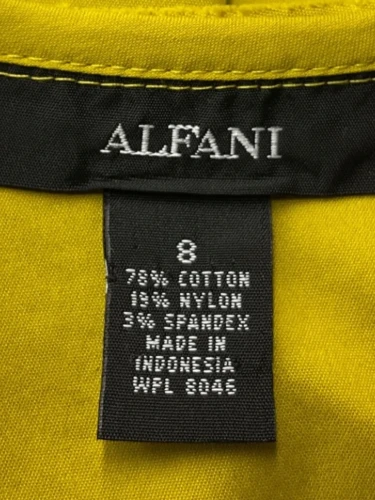 ALFANI
8
78% COTTON
19% NYLON
3% SPANDEX
MADE IN
INDONESIA
WPL 8046